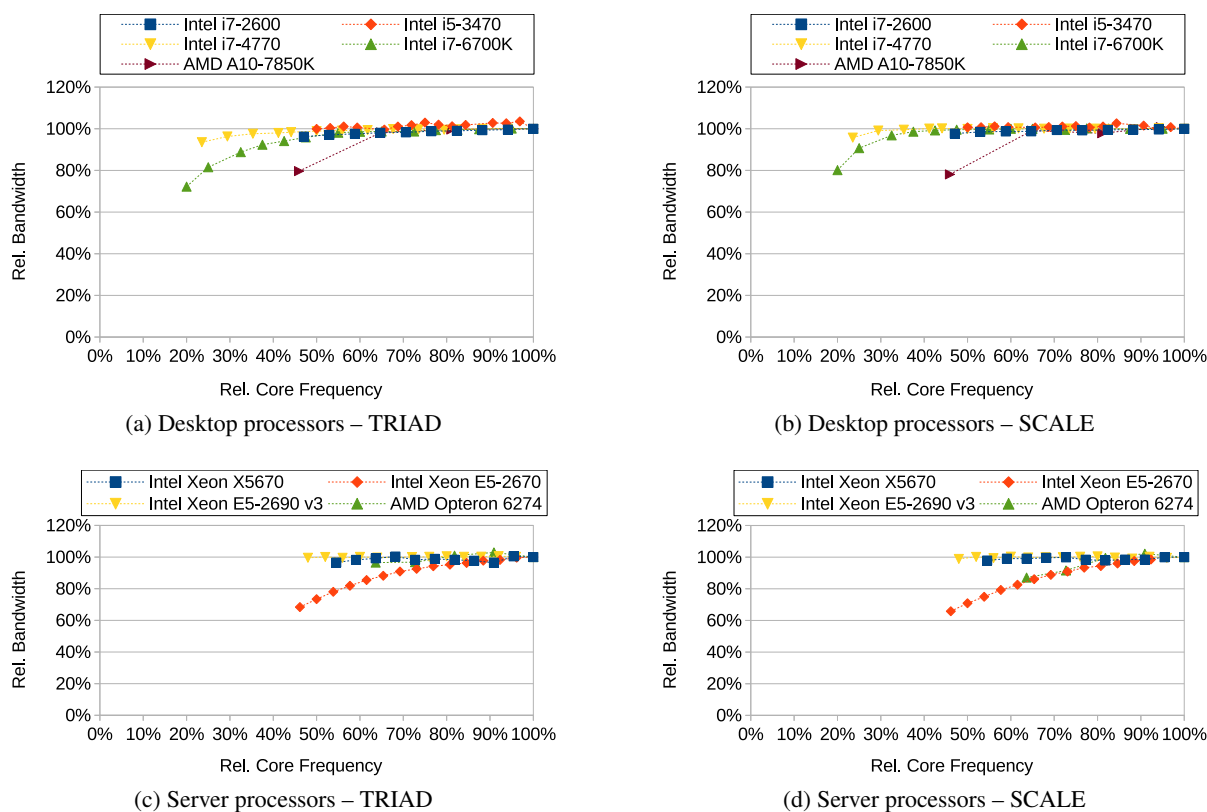 Intel i7-2600 Intel i5-3470
Intel i7-4770 Intel i7-6700K
AMD A10-7850K
120%
100%
80%
60%
40%
20%
0%
Rel. Bandwidth
0% 10% 20% 30% 40% 50% 60% 70% 80% 90% 100%
Rel. Core Frequency
(a) Desktop processors – TRIAD
Intel i7-2600 Intel i5-3470
Intel i7-4770 Intel i7-6700K
AMD A10-7850K
120%
100%
80%
60%
40%
20%
0%
Rel. Bandwidth
0% 10% 20% 30% 40% 50% 60% 70% 80% 90% 100%
Rel. Core Frequency
(b) Desktop processors – SCALE
Intel Xeon X5670 Intel Xeon E5-2670
Intel Xeon E5-2690 v3 AMD Opteron 6274
120%
100%
80%
60%
40%
20%
0%
Rel. Bandwidth
0% 10% 20% 30% 40% 50% 60% 70% 80% 90% 100%
Rel. Core Frequency
(c) Server processors – TRIAD
Intel Xeon X5670 Intel Xeon E5-2670
Intel Xeon E5-2690 v3 AMD Opteron 6274
120%
100%
80%
60%
40%
20%
0%
Rel. Bandwidth
0% 10% 20% 30% 40% 50% 60% 70% 80% 90% 100%
Rel. Core Frequency
(d) Server processors – SCALE